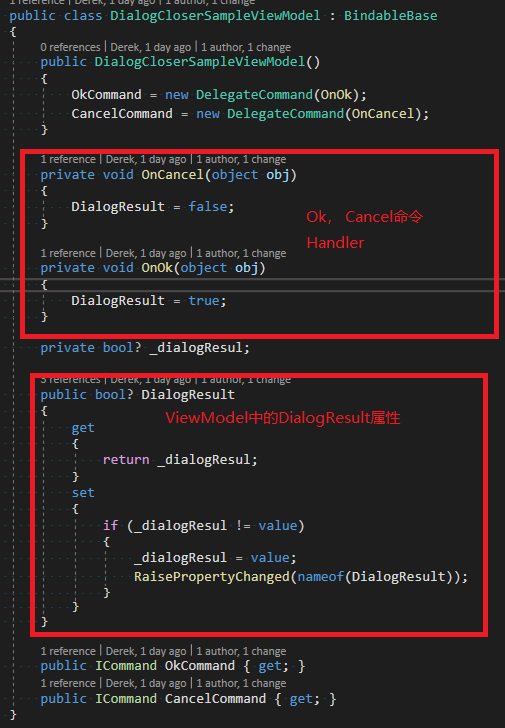 1 reference | Derek, 1 day ago | 1 author, 1 change
public class DialogCloserSampleViewModel : BindableBase
{
0 references | Derek, 1 day ago | 1 author, 1 change
public DialogCloserSampleViewModel()
{
OkCommand = new DelegateCommand(OnOk);
CancelCommand = new DelegateCommand(OnCancel);
}
1 reference | Derek, 1 day ago | 1 author, 1 change
private void OnCancel(object obj)
{
DialogResult = false;
}
Ok, Cancel命令
Handler
1 reference | Derek, 1 day ago | 1 author, 1 change
private void OnOk(object obj)
{
DialogResult = true;
}
private bool? _dialogResul;
3 references | Derek, 1 day ago | 1 author, 1 change
public bool? DialogResult
{
ViewModel中的DialogResult属性
get
{
return _dialogResul;
}
set
{
if (_dialogResul != value)
{
_dialogResul = value;
RaisePropertyChanged(nameof(DialogResult));
}
}
}
1 reference | Derek, 1 day ago | 1 author, 1 change
public ICommand OkCommand { get; }
1 reference | Derek, 1 day ago | 1 author, 1 change
public ICommand CancelCommand { get; }
}